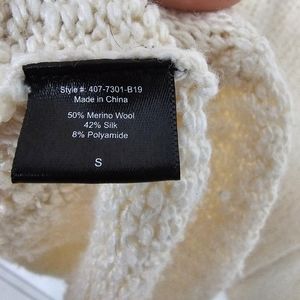 Style #: 407-7301-B19
Made in China
50% Merino Wool
42% Silk
8% Polyamide
S